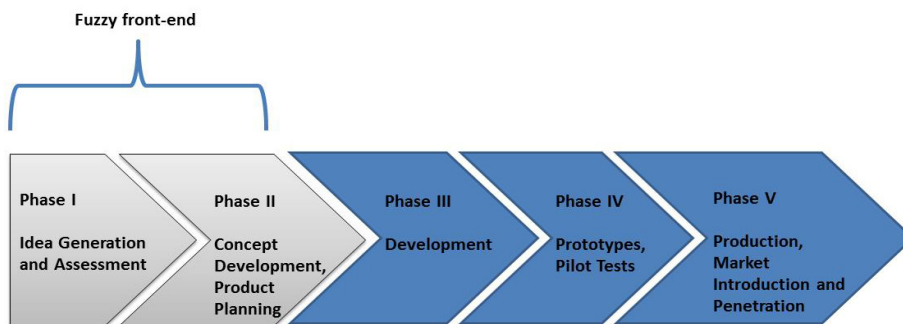 Fuzzy front-end
Phase I
Idea Generation
and Assessment
Phase II
Concept
Development,
Product
Planning
Phase III
Development
Phase IV
Prototypes,
Pilot Tests
Phase V
Production,
Market
Introduction and
Penetration